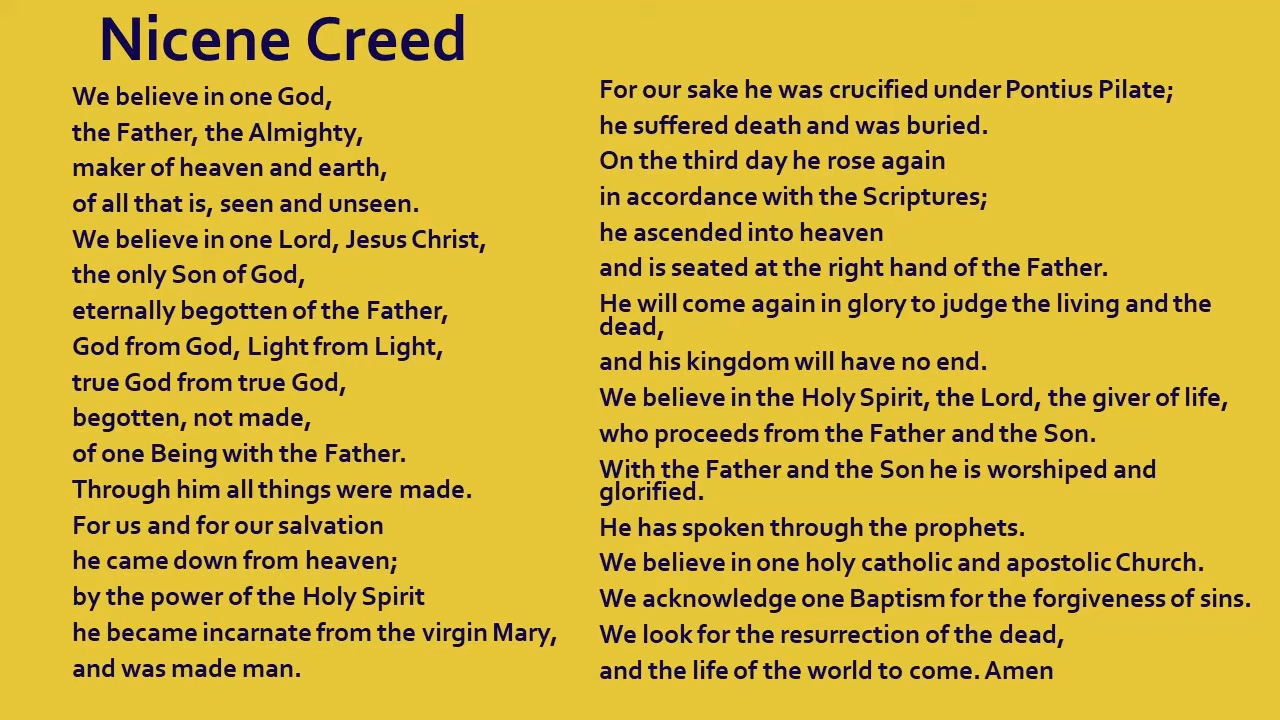 Nicene Creed
We believe in one God,
the Father, the Almighty,
maker of heaven and earth,
of all that is, seen and unseen.
We believe in one Lord, Jesus Christ,
the only Son of God,
eternally begotten of the Father,
God from God, Light from Light,
true God from true God,
begotten, not made,
of one Being with the Father.
Through him all things were made.
For us and for our salvation
he came down from heaven;
by the power of the Holy Spirit
he became incarnate from the virgin Mary,
and was made man.
For our sake he was crucified under Pontius Pilate;
he suffered death and was buried.
On the third day he rose again
in accordance with the Scriptures;
he ascended into heaven
and is seated at the right hand of the Father.
He will come again in glory to judge the living and the
dead,
and his kingdom will have no end.
We believe in the Holy Spirit, the Lord, the giver of life,
who proceeds from the Father and the Son.
With the Father and the Son he is worshiped and
glorified.
He has spoken through the prophets.
We believe in one holy catholic and apostolic Church.
We acknowledge one Baptism for the forgiveness of sins.
We look for the resurrection of the dead,
and the life of the world to come. Amen